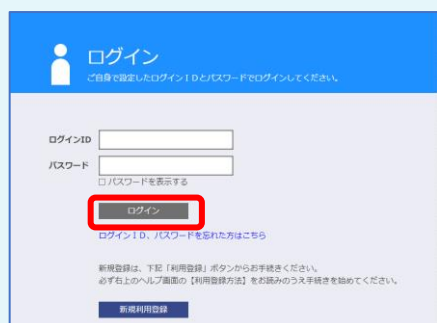 ログイン
ご自身で設定したログインＩＤとパスワードでログインしてください。
ログインID
パスワード
□パスワードを表示する
ログイン
ログインＩＤ、パスワードを忘れた方はこちら
新規登録は、下記「利用登録」ボタンからお手続きください。
必ず右上のヘルプ画面の【利用登録方法】をお読みのうえ手続きを始めてください。
新規利用登録